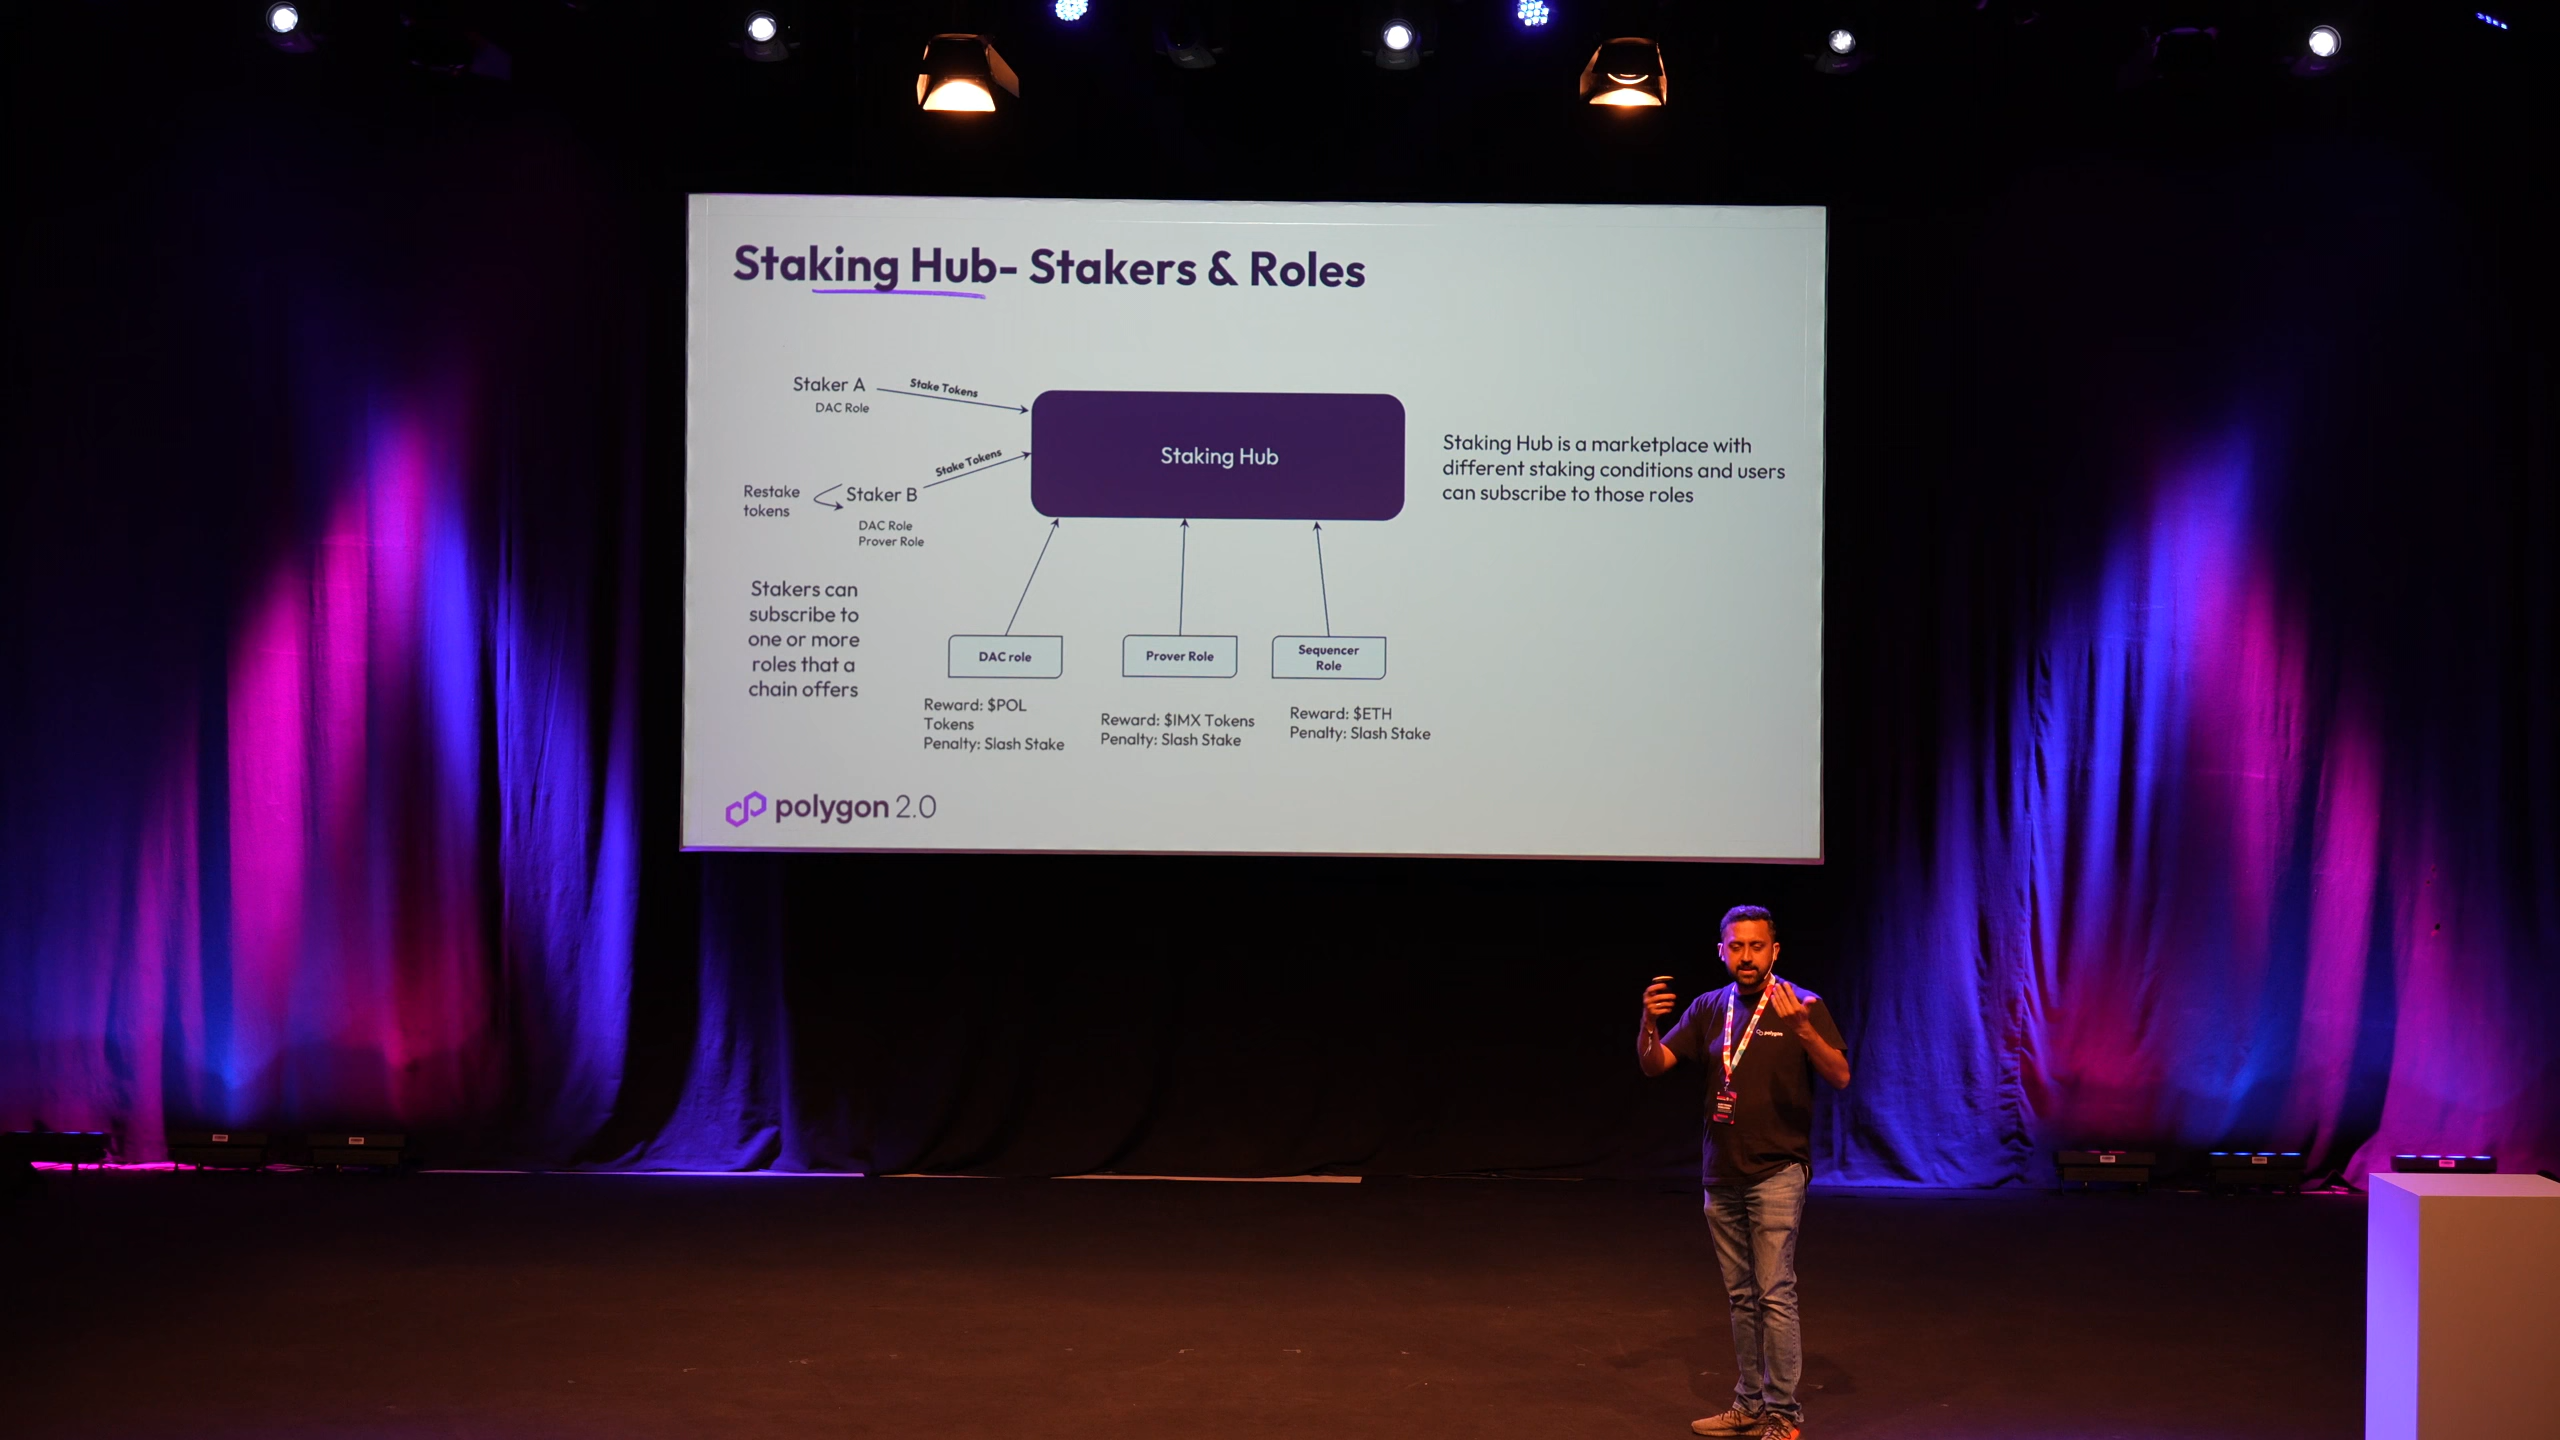 Staking Hub- Stakers & Roles
Staker A
DAC Role
Stake Tokens
Stake Tokens
Restake
tokens
Staker B
DAC Role
Prover Role
Staking Hub
Staking Hub is a marketplace with
different staking conditions and users
can subscribe to those roles
Stakers can
subscribe to
one or more
roles that a
chain offers
DAC role
Reward: $POL
Tokens
Penalty: Slash Stake
Prover Role
Reward: $IMX Tokens
Penalty: Slash Stake
Sequencer
Role
Reward: $ETH
Penalty: Slash Stake
polygon 2.0
polygon